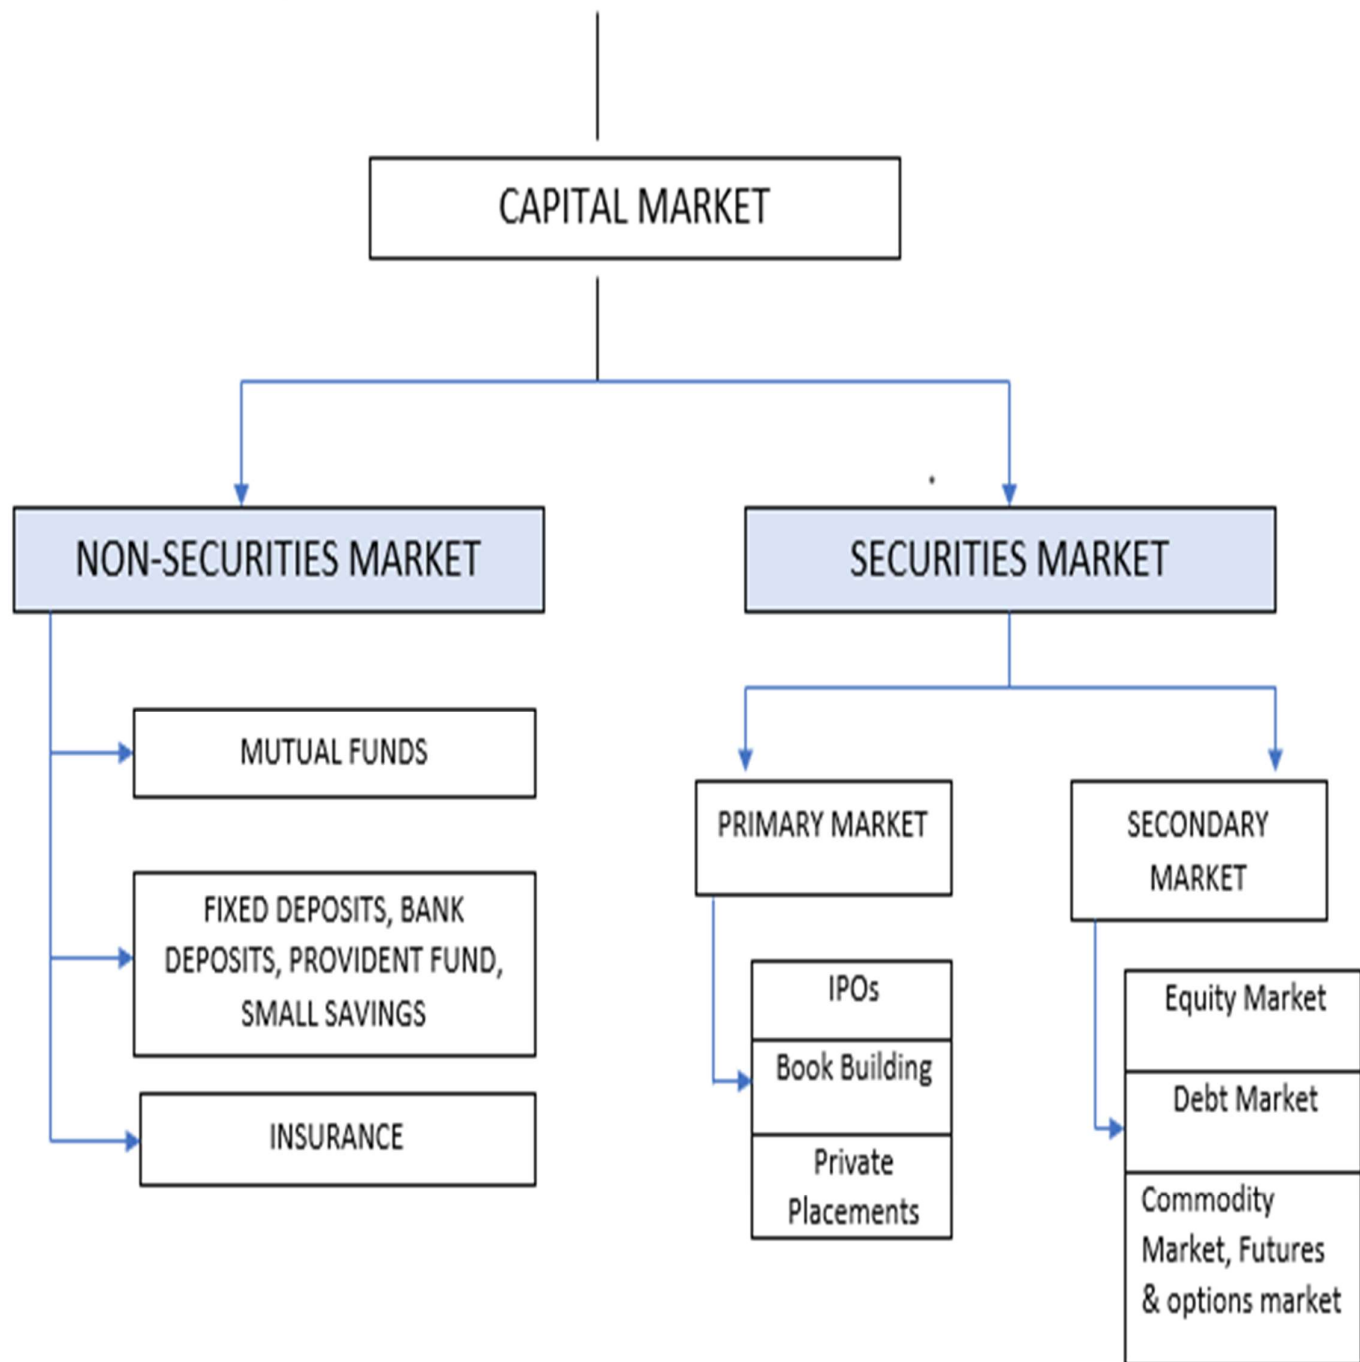 CAPITAL MARKET
NON-SECURITIES MARKET
SECURITIES MARKET
MUTUAL FUNDS
FIXED DEPOSITS, BANK
DEPOSITS, PROVIDENT FUND,
SMALL SAVINGS
INSURANCE
PRIMARY MARKET
IPOs
Book Building
Private
Placements
SECONDARY
MARKET
Equity Market
Debt Market
Commodity
Market, Futures
& options market